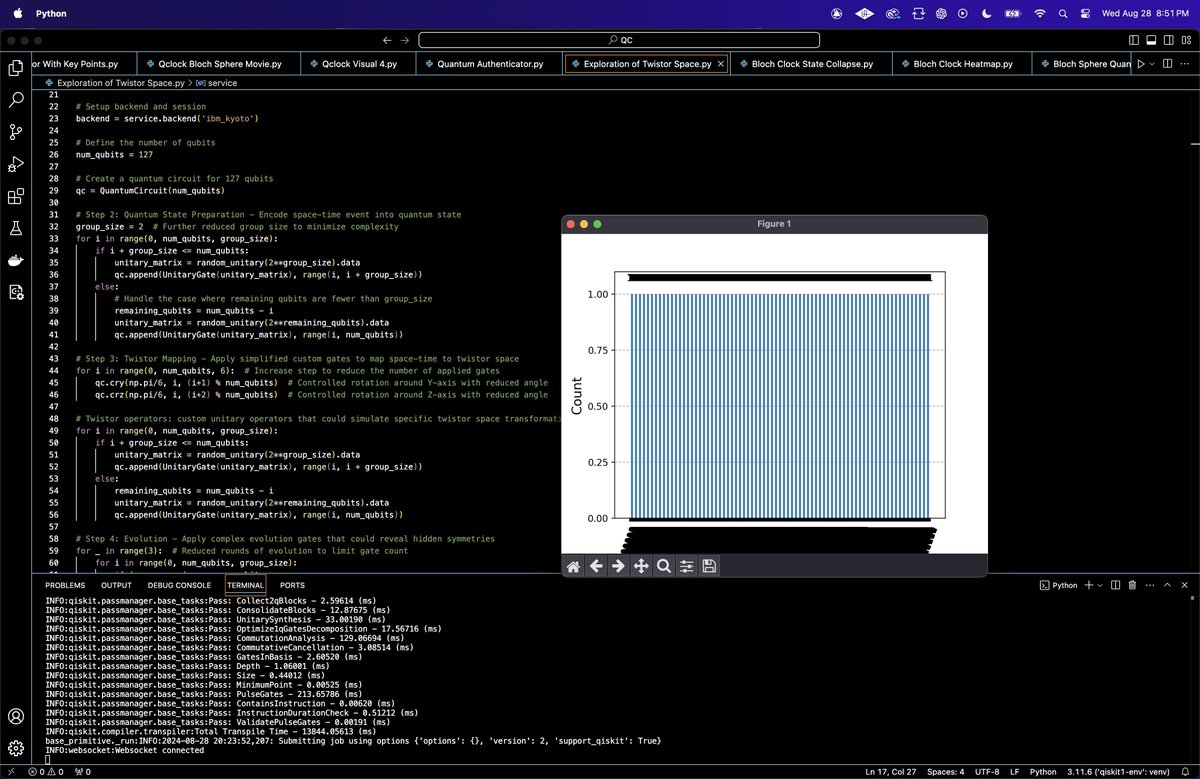 Python
Wed Aug 28 8:51 PM
QC
or With Key Points.py
Qclock Bloch Sphere Movie.py
Qclock Visual 4.py
Quantum Authenticator.py
Exploration of Twistor Space.py
Bloch Clock State Collapse.py
Bloch Clock Heatmap.py
Bloch Sphere Quan
Exploration of Twistor Space.py > service
21
22 # Setup backend and session
23 backend = service.backend('ibm_kyoto')
24
25 # Define the number of qubits
26 num_qubits = 127
27
28 # Create a quantum circuit for 127 qubits
29 qc = QuantumCircuit(num_qubits)
30
31 # Step 2: Quantum State Preparation - Encode space-time event into quantum state
32 group_size = 2 # Further reduced group size to minimize complexity
33 for i in range(0, num_qubits, group_size):
34 if i + group_size <= num_qubits:
35 unitary_matrix = random_unitary(2**group_size).data
36 qc.append(UnitaryGate(unitary_matrix), range(i, i + group_size))
37 else:
38 # Handle the case where remaining qubits are fewer than group_size
39 remaining_qubits = num_qubits - i
40 unitary_matrix = random_unitary(2**remaining_qubits).data
41 qc.append(UnitaryGate(unitary_matrix), range(i, num_qubits))
42
43 # Step 3: Twistor Mapping - Apply simplified custom gates to map space-time to twistor space
44 for i in range(0, num_qubits, 6): # Increase step to reduce the number of applied gates
45 qc.cry(np.pi/6, i, (i+1) % num_qubits) # Controlled rotation around Y-axis with reduced angle
46 qc.crz(np.pi/6, i, (i+2) % num_qubits) # Controlled rotation around Z-axis with reduced angle
47
48 # Twistor operators: custom unitary operators that could simulate specific twistor space transformati
49 for i in range(0, num_qubits, group_size):
50 if i + group_size <= num_qubits:
51 unitary_matrix = random_unitary(2**group_size).data
52 qc.append(UnitaryGate(unitary_matrix), range(i, i + group_size))
53 else:
54 remaining_qubits = num_qubits - i
55 unitary_matrix = random_unitary(2**remaining_qubits).data
56 qc.append(UnitaryGate(unitary_matrix), range(i, num_qubits))
57
58 # Step 4: Evolution - Apply complex evolution gates that could reveal hidden symmetries
59 for _ in range(3): # Reduced rounds of evolution to limit gate count
60 for i in range(0, num_qubits, group_size):
Figure 1
1.00
0.75
0.50
0.25
0.00
Count
PROBLEMS OUTPUT DEBUG CONSOLE TERMINAL PORTS
Python
INFO:qiskit.passmanager.base_tasks:Pass: Collect2qBlocks - 2.59614 (ms)
INFO:qiskit.passmanager.base_tasks:Pass: ConsolidateBlocks - 12.87675 (ms)
INFO:qiskit.passmanager.base_tasks:Pass: UnitarySynthesis - 33.00190 (ms)
INFO:qiskit.passmanager.base_tasks:Pass: Optimize1qGatesDecomposition - 17.56716 (ms)
INFO:qiskit.passmanager.base_tasks:Pass: CommutationAnalysis - 129.06694 (ms)
INFO:qiskit.passmanager.base_tasks:Pass: CommutativeCancellation - 3.08514 (ms)
INFO:qiskit.passmanager.base_tasks:Pass: GatesInBasis - 2.60520 (ms)
INFO:qiskit.passmanager.base_tasks:Pass: Depth - 1.06001 (ms)
INFO:qiskit.passmanager.base_tasks:Pass: Size - 0.44012 (ms)
INFO:qiskit.passmanager.base_tasks:Pass: MinimumPoint - 0.00525 (ms)
INFO:qiskit.passmanager.base_tasks:Pass: PulseGates - 213.65786 (ms)
INFO:qiskit.passmanager.base_tasks:Pass: ContainsInstruction - 0.00620 (ms)
INFO:qiskit.passmanager.base_tasks:Pass: InstructionDurationCheck - 0.51212 (ms)
INFO:qiskit.passmanager.base_tasks:Pass: ValidatePulseGates - 0.00191 (ms)
INFO:qiskit.compiler.transpiler:Total Transpile Time - 13844.05613 (ms)
base_primitive._run:INFO:2024-08-28 20:23:52,207: Submitting job using options {'options': {}, 'version': 2, 'support_qiskit': True}
INFO:websocket:Websocket connected
0 0 0
Ln 17, Col 27 Spaces: 4 UTF-8 LF Python 3.11.6 ('qiskit1-env': venv)